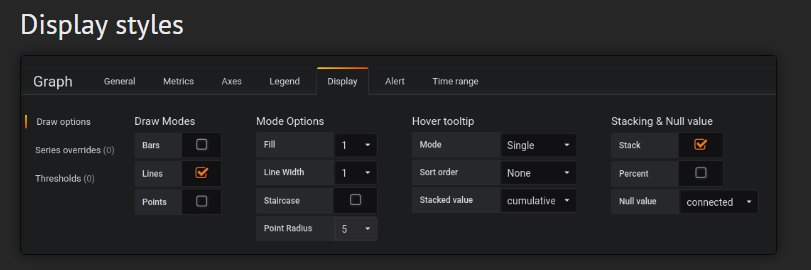 Display styles
Graph General Metrics Axes Legend Display Alert Time range
Draw options
Series overrides (0)
Thresholds (0)
Draw Modes
Bars
Lines
Points
Mode Options
Fill 1
Line Width 1
Staircase
Point Radius 5
Hover tooltip
Mode Single
Sort order None
Stacked value cumulative
Stacking & Null value
Stack
Percent
Null value connected